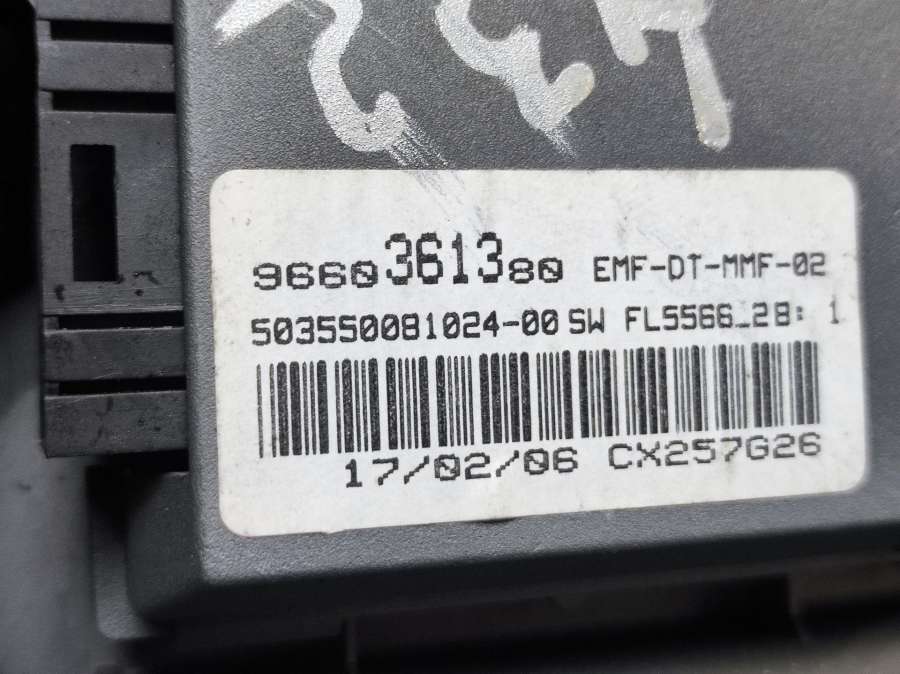 9660361380 EMF-DT-MMF-02
503550081024-00 SW FL5566_28: 1
17/02/06 CX257G26